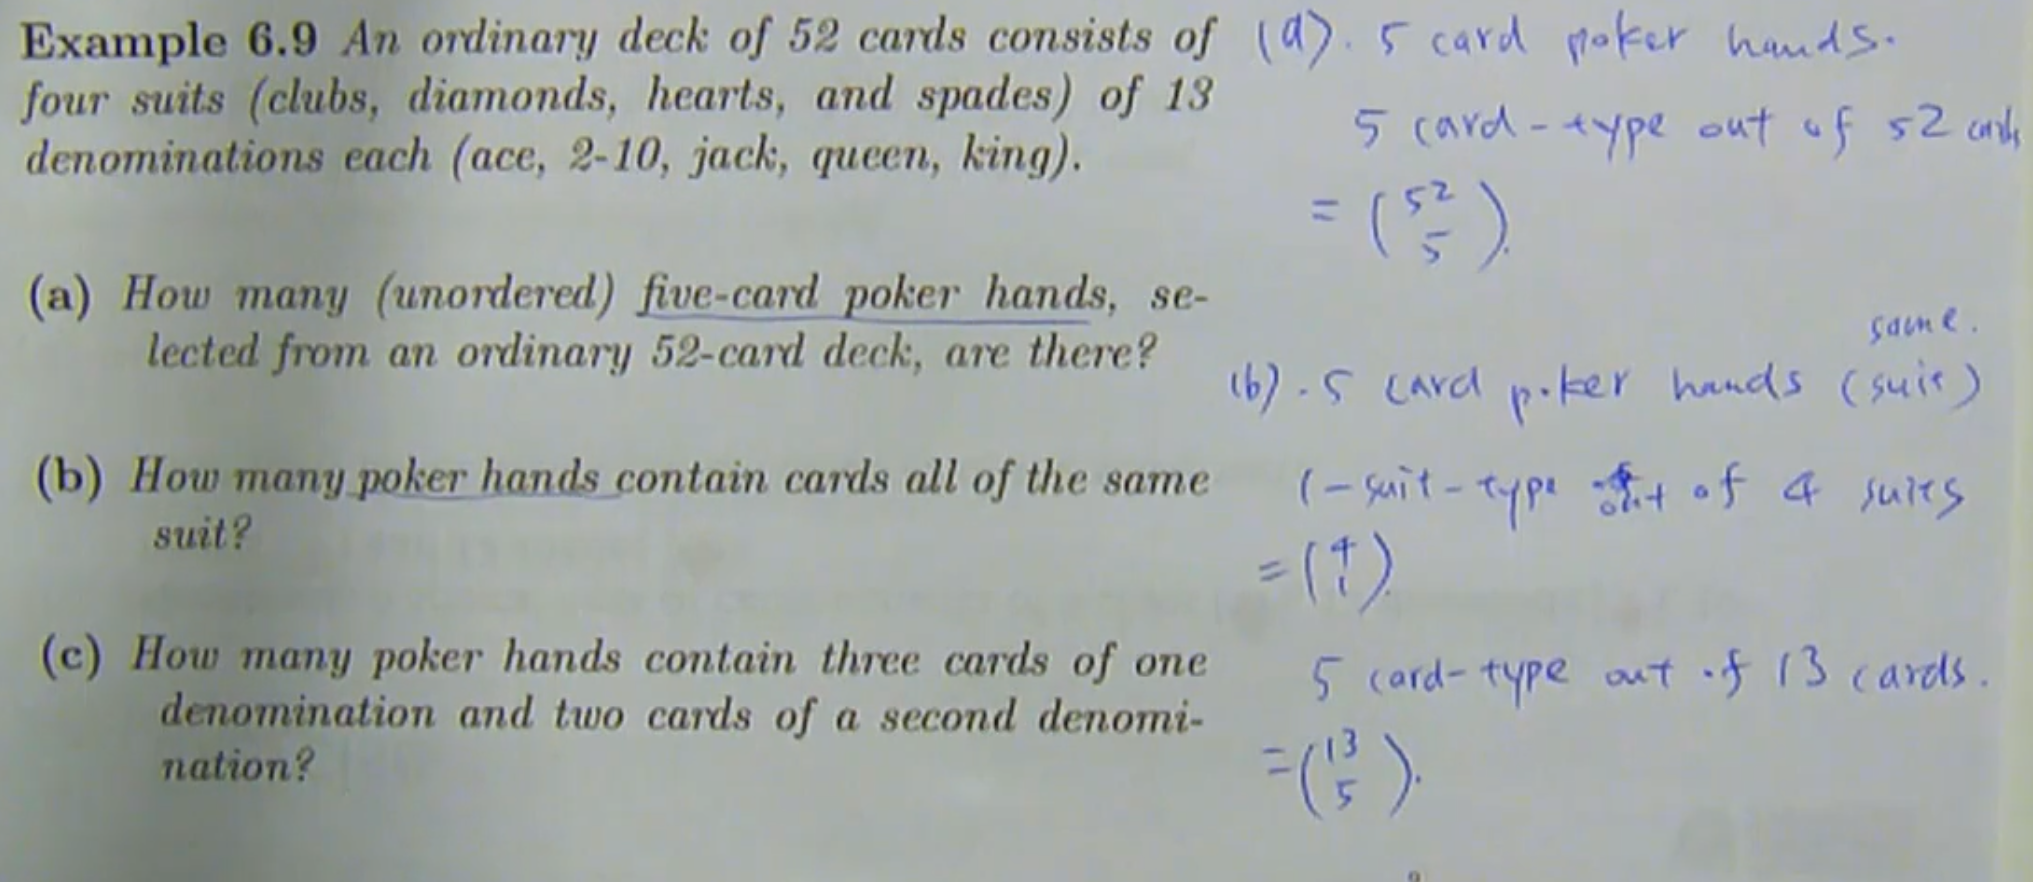 Example 6.9 An ordinary deck of 52 cards consists of
four suits (clubs, diamonds, hearts, and spades) of 13
denominations each (ace, 2-10, jack, queen, king).
(a) How many (unordered) five-card poker hands, se-
lected from an ordinary 52-card deck, are there?
(b) How many poker hands contain cards all of the same
suit?
(c) How many poker hands contain three cards of one
denomination and two cards of a second denomi-
nation?
(a). 5 card poker hands.
5 card-type out of 52 cards
= (52
5).
same.
(b). 5 card poker hands (suit)
1-suit-type out of 4 suits
= (4
1).
5 card-type out of 13 cards.
= (13
5).